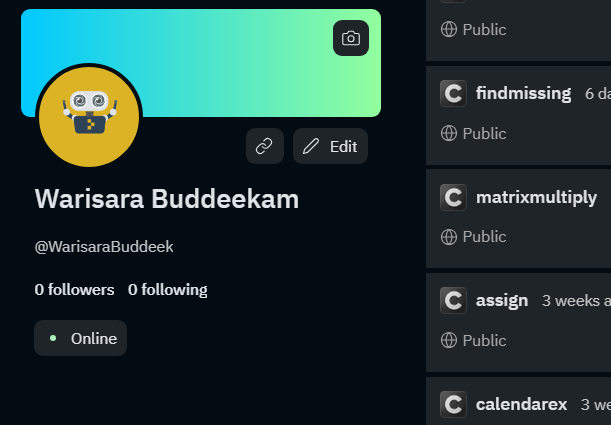 Edit
Warisara Buddeekam
@WarisaraBuddeek
0 followers 0 following
Online
Public
findmissing 6 da
Public
matrixmultiply
Public
assign 3 weeks a
Public
calendarex 3 we